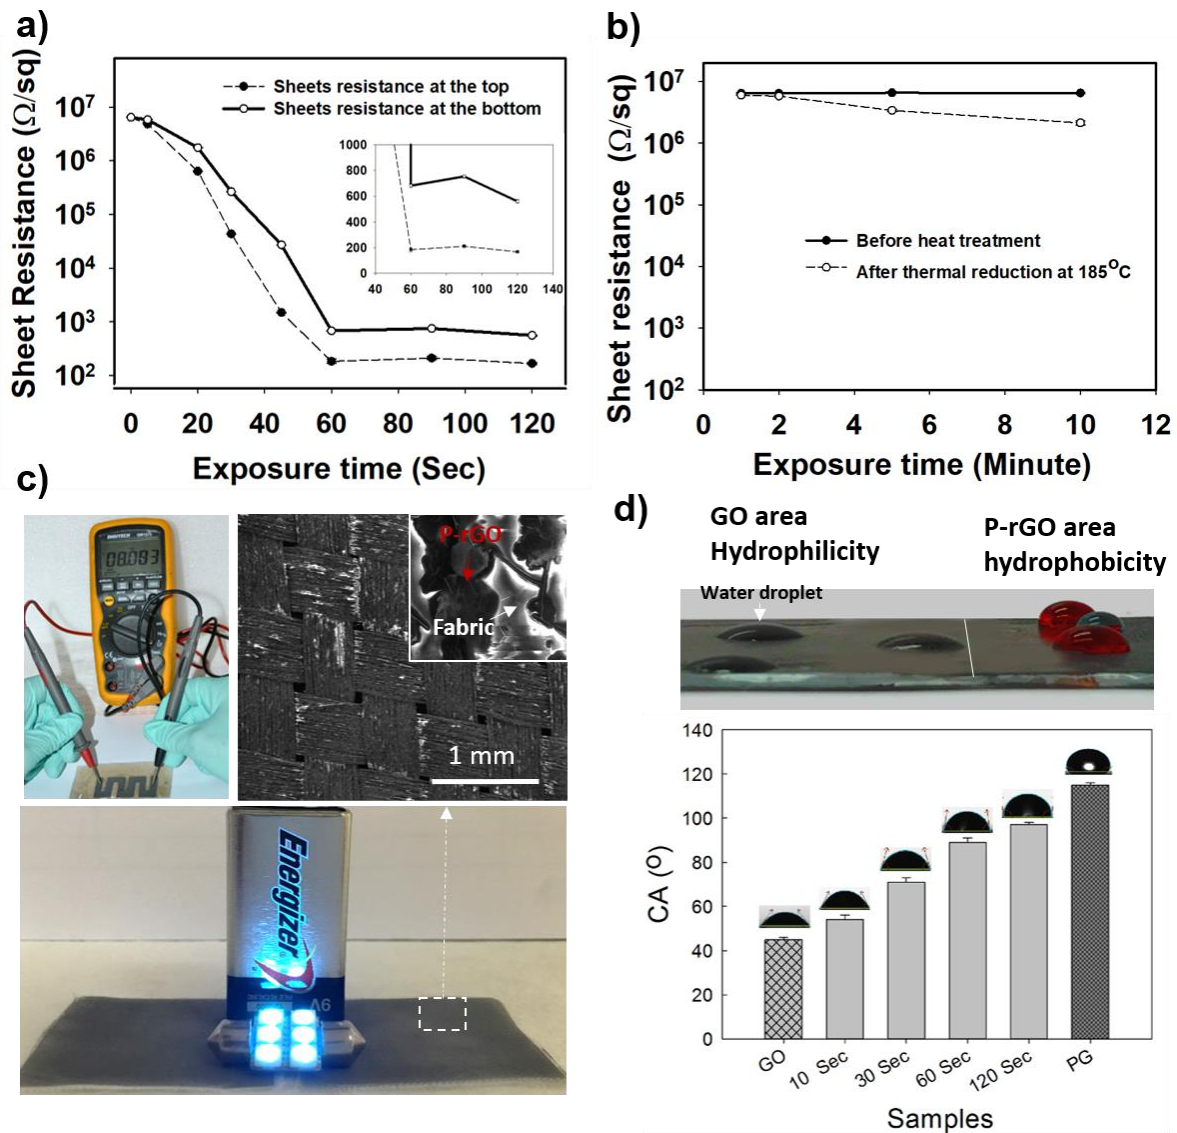 a)
Sheet Resistance (Ω/sq)
10⁷
10⁶
10⁵
10⁴
10³
10²
Sheets resistance at the top
Sheets resistance at the bottom
1000
800
600
400
200
0
40 60 80 100 120 140
0 20 40 60 80 100 120
Exposure time (Sec)
b)
Sheet resistance (Ω/sq)
10⁷
10⁶
10⁵
10⁴
10³
10²
Before heat treatment
After thermal reduction at 185°C
0 2 4 6 8 10 12
Exposure time (Minute)
c)
P-rGO
Fabric
1 mm
Energizer
9V
d)
GO area
Hydrophilicity
P-rGO area
hydrophobicity
Water droplet
CA (°)
140
120
100
80
60
40
20
0
GO
10 Sec
30 Sec
60 Sec
120 Sec
PG
Samples